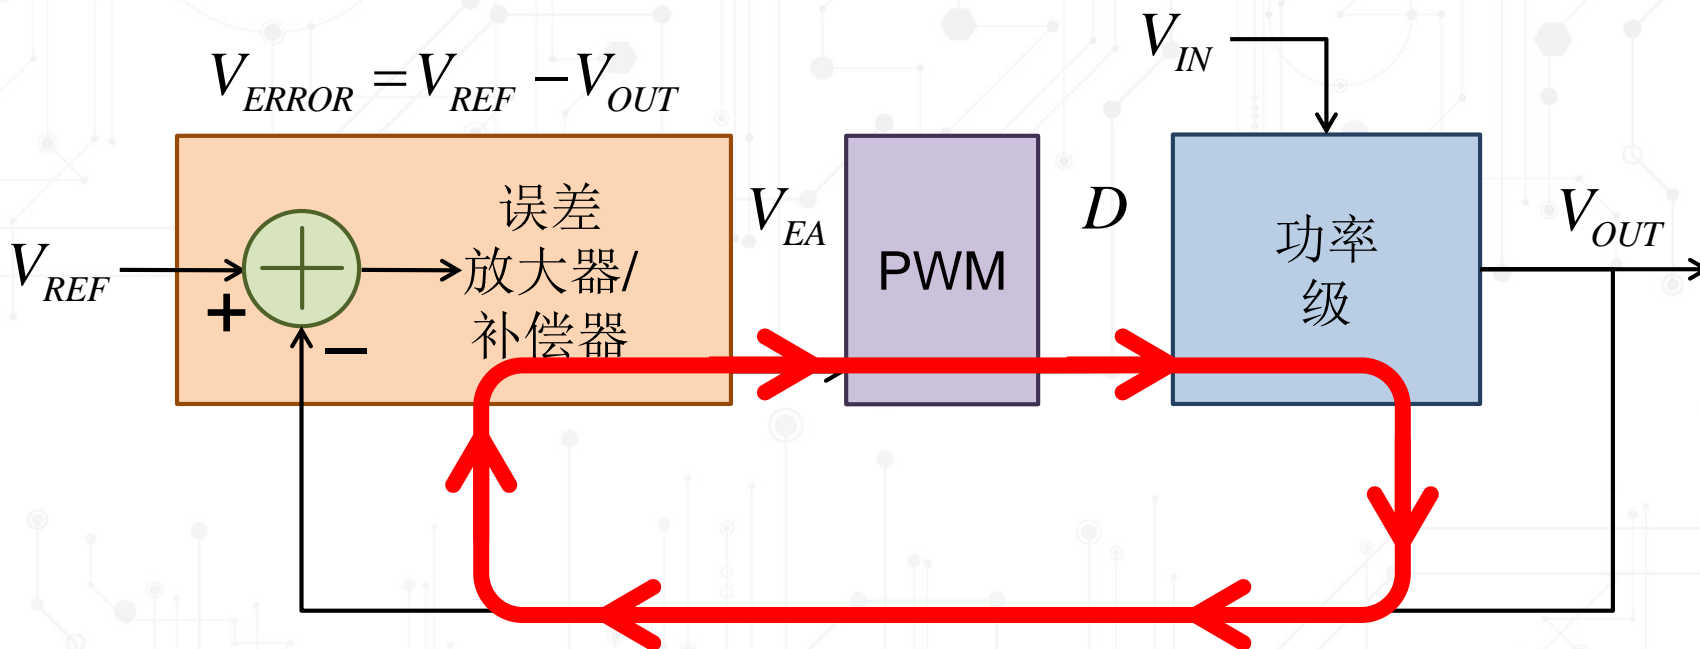 V_IN
V_ERROR = V_REF − V_OUT
V_REF
+
−
误差
放大器/
补偿器
V_EA
PWM
D
功率
级
V_OUT